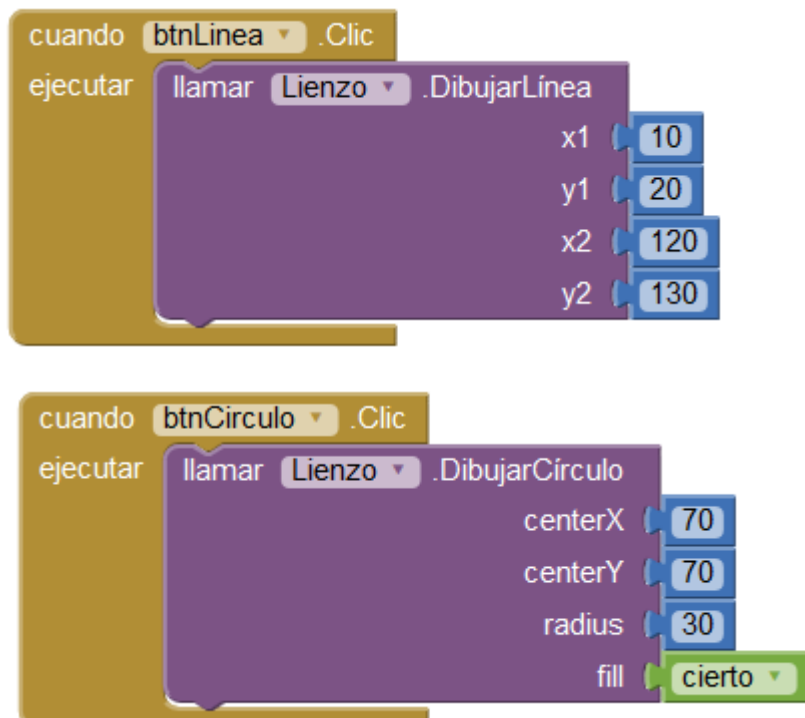 cuando btnLinea .Clic
ejecutar llamar Lienzo .DibujarLínea
x1 10
y1 20
x2 120
y2 130
cuando btnCirculo .Clic
ejecutar llamar Lienzo .DibujarCírculo
centerX 70
centerY 70
radius 30
fill cierto